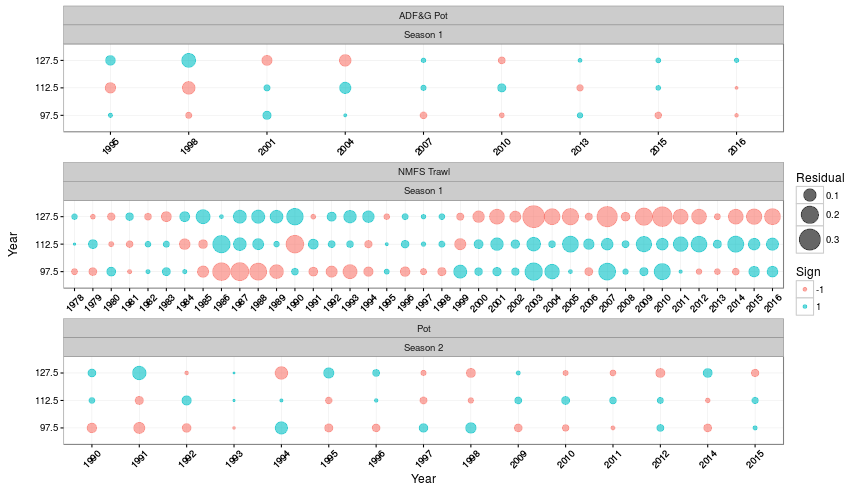 ADF&G Pot
Season 1
127.5
112.5
97.5
1995 1998 2001 2004 2007 2010 2013 2015 2016
NMFS Trawl
Season 1
127.5
112.5
97.5
1978 1979 1980 1981 1982 1983 1984 1985 1986 1987 1988 1989 1990 1991 1992 1993 1994 1995 1996 1997 1998 1999 2000 2001 2002 2003 2004 2005 2006 2007 2008 2009 2010 2011 2012 2013 2014 2015 2016
Pot
Season 2
127.5
112.5
97.5
1990 1991 1992 1993 1994 1995 1996 1997 1998 2009 2010 2011 2012 2014 2015
Year
Year
Residual
0.1
0.2
0.3
Sign
-1
1